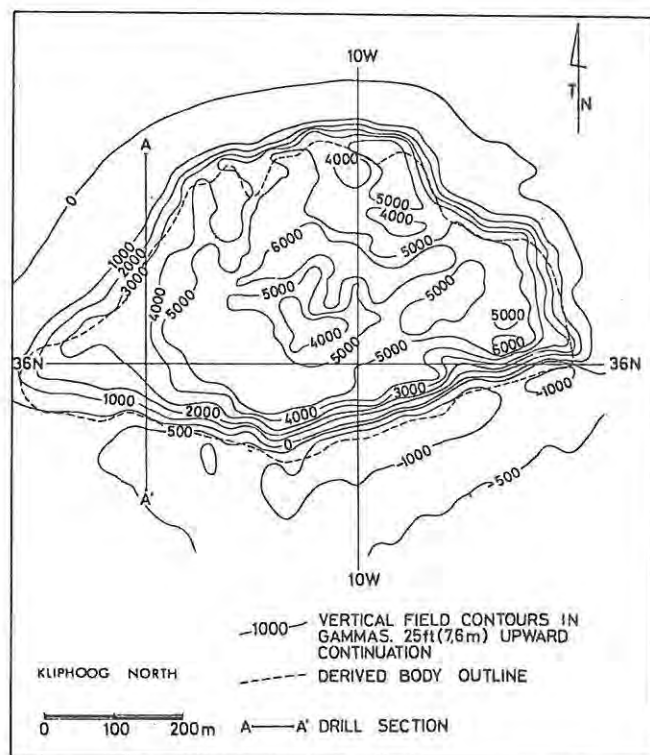 10W
T N
A
0
4000
5000
4000
1000
2000
3000
6000
5000
4000
5000
5000
5000
4000
5000
5000
5000
6000
36N
36N
3000
1000
2000
4000
500
0
-1000
-1000
-500
A'
10W
-1000
VERTICAL FIELD CONTOURS IN
GAMMAS. 25ft(7,6m) UPWARD
CONTINUATION
KLIPHOOG NORTH
DERIVED BODY OUTLINE
0 100 200m
A A' DRILL SECTION